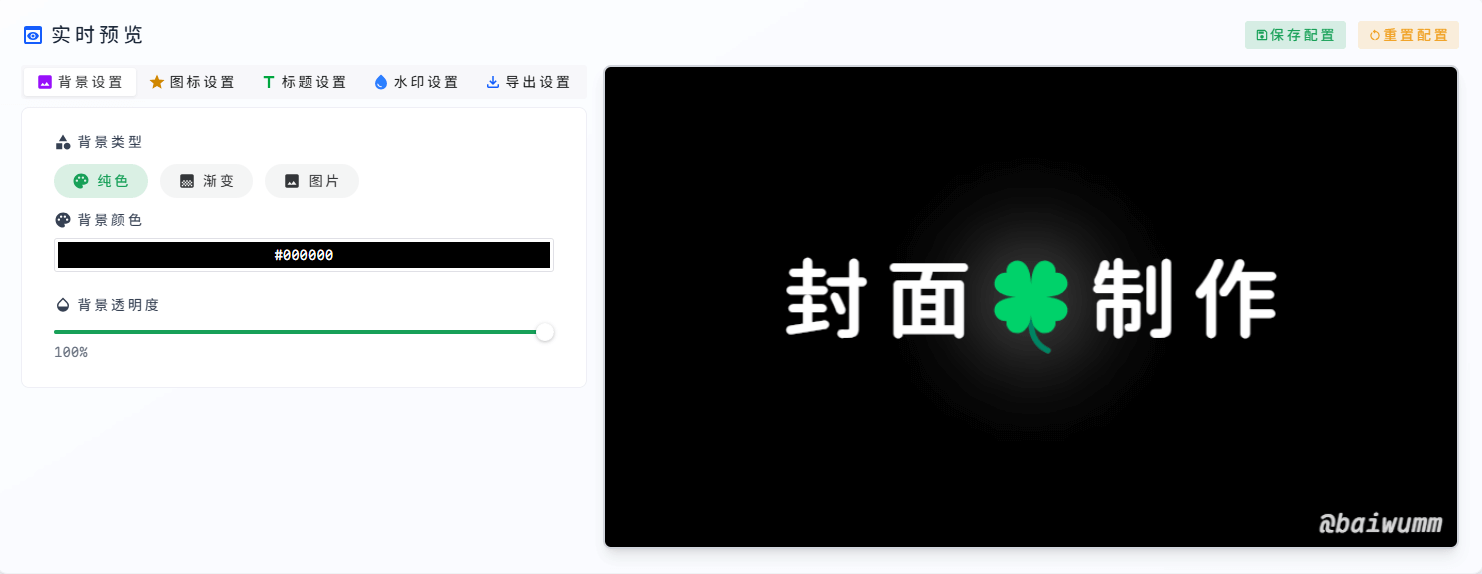 实时预览
保存配置
重置配置
背景设置
图标设置
标题设置
水印设置
导出设置
背景类型
纯色
渐变
图片
背景颜色
#000000
背景透明度
100%
封面制作
@baiwumm